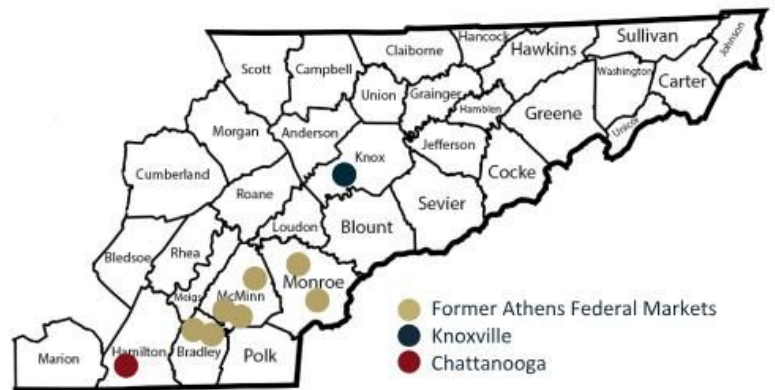 Hancock
Sullivan
Johnson
Claiborne
Hawkins
Scott
Campbell
Washington
Carter
Union
Grainger
Hamblen
Greene
Unicoi
Morgan
Anderson
Knox
Jefferson
Cumberland
Cocke
Roane
Sevier
Loudon
Blount
Bledsoe
Rhea
Meigs
McMinn
Monroe
Former Athens Federal Markets
Knoxville
Chattanooga
Marion
Hamilton
Bradley
Polk